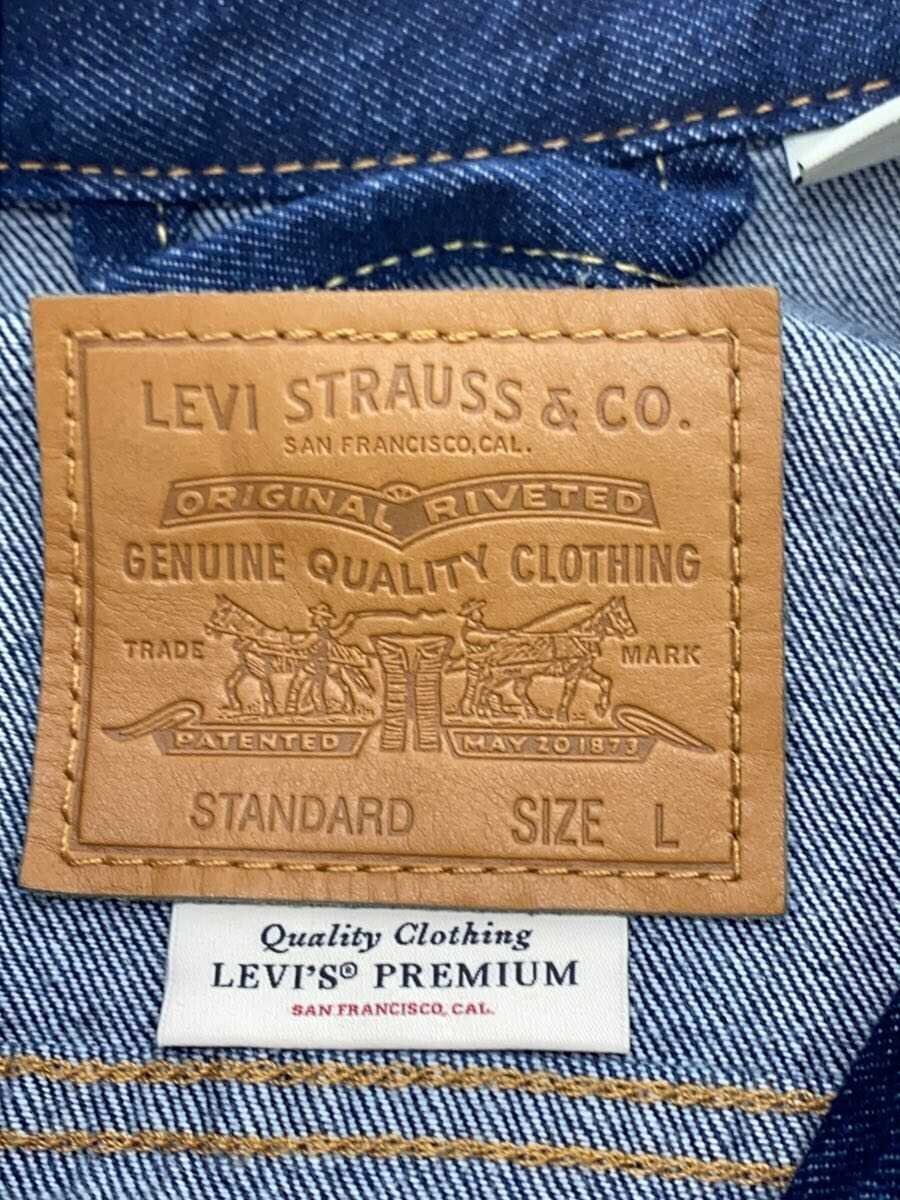 LEVI STRAUSS & CO.
SAN FRANCISCO, CAL.
ORIGINAL RIVETED
GENUINE QUALITY CLOTHING
TRADE MARK
PATENTED MAY 20 1873
STANDARD SIZE L
Quality Clothing
LEVI'S® PREMIUM
SAN FRANCISCO, CAL.